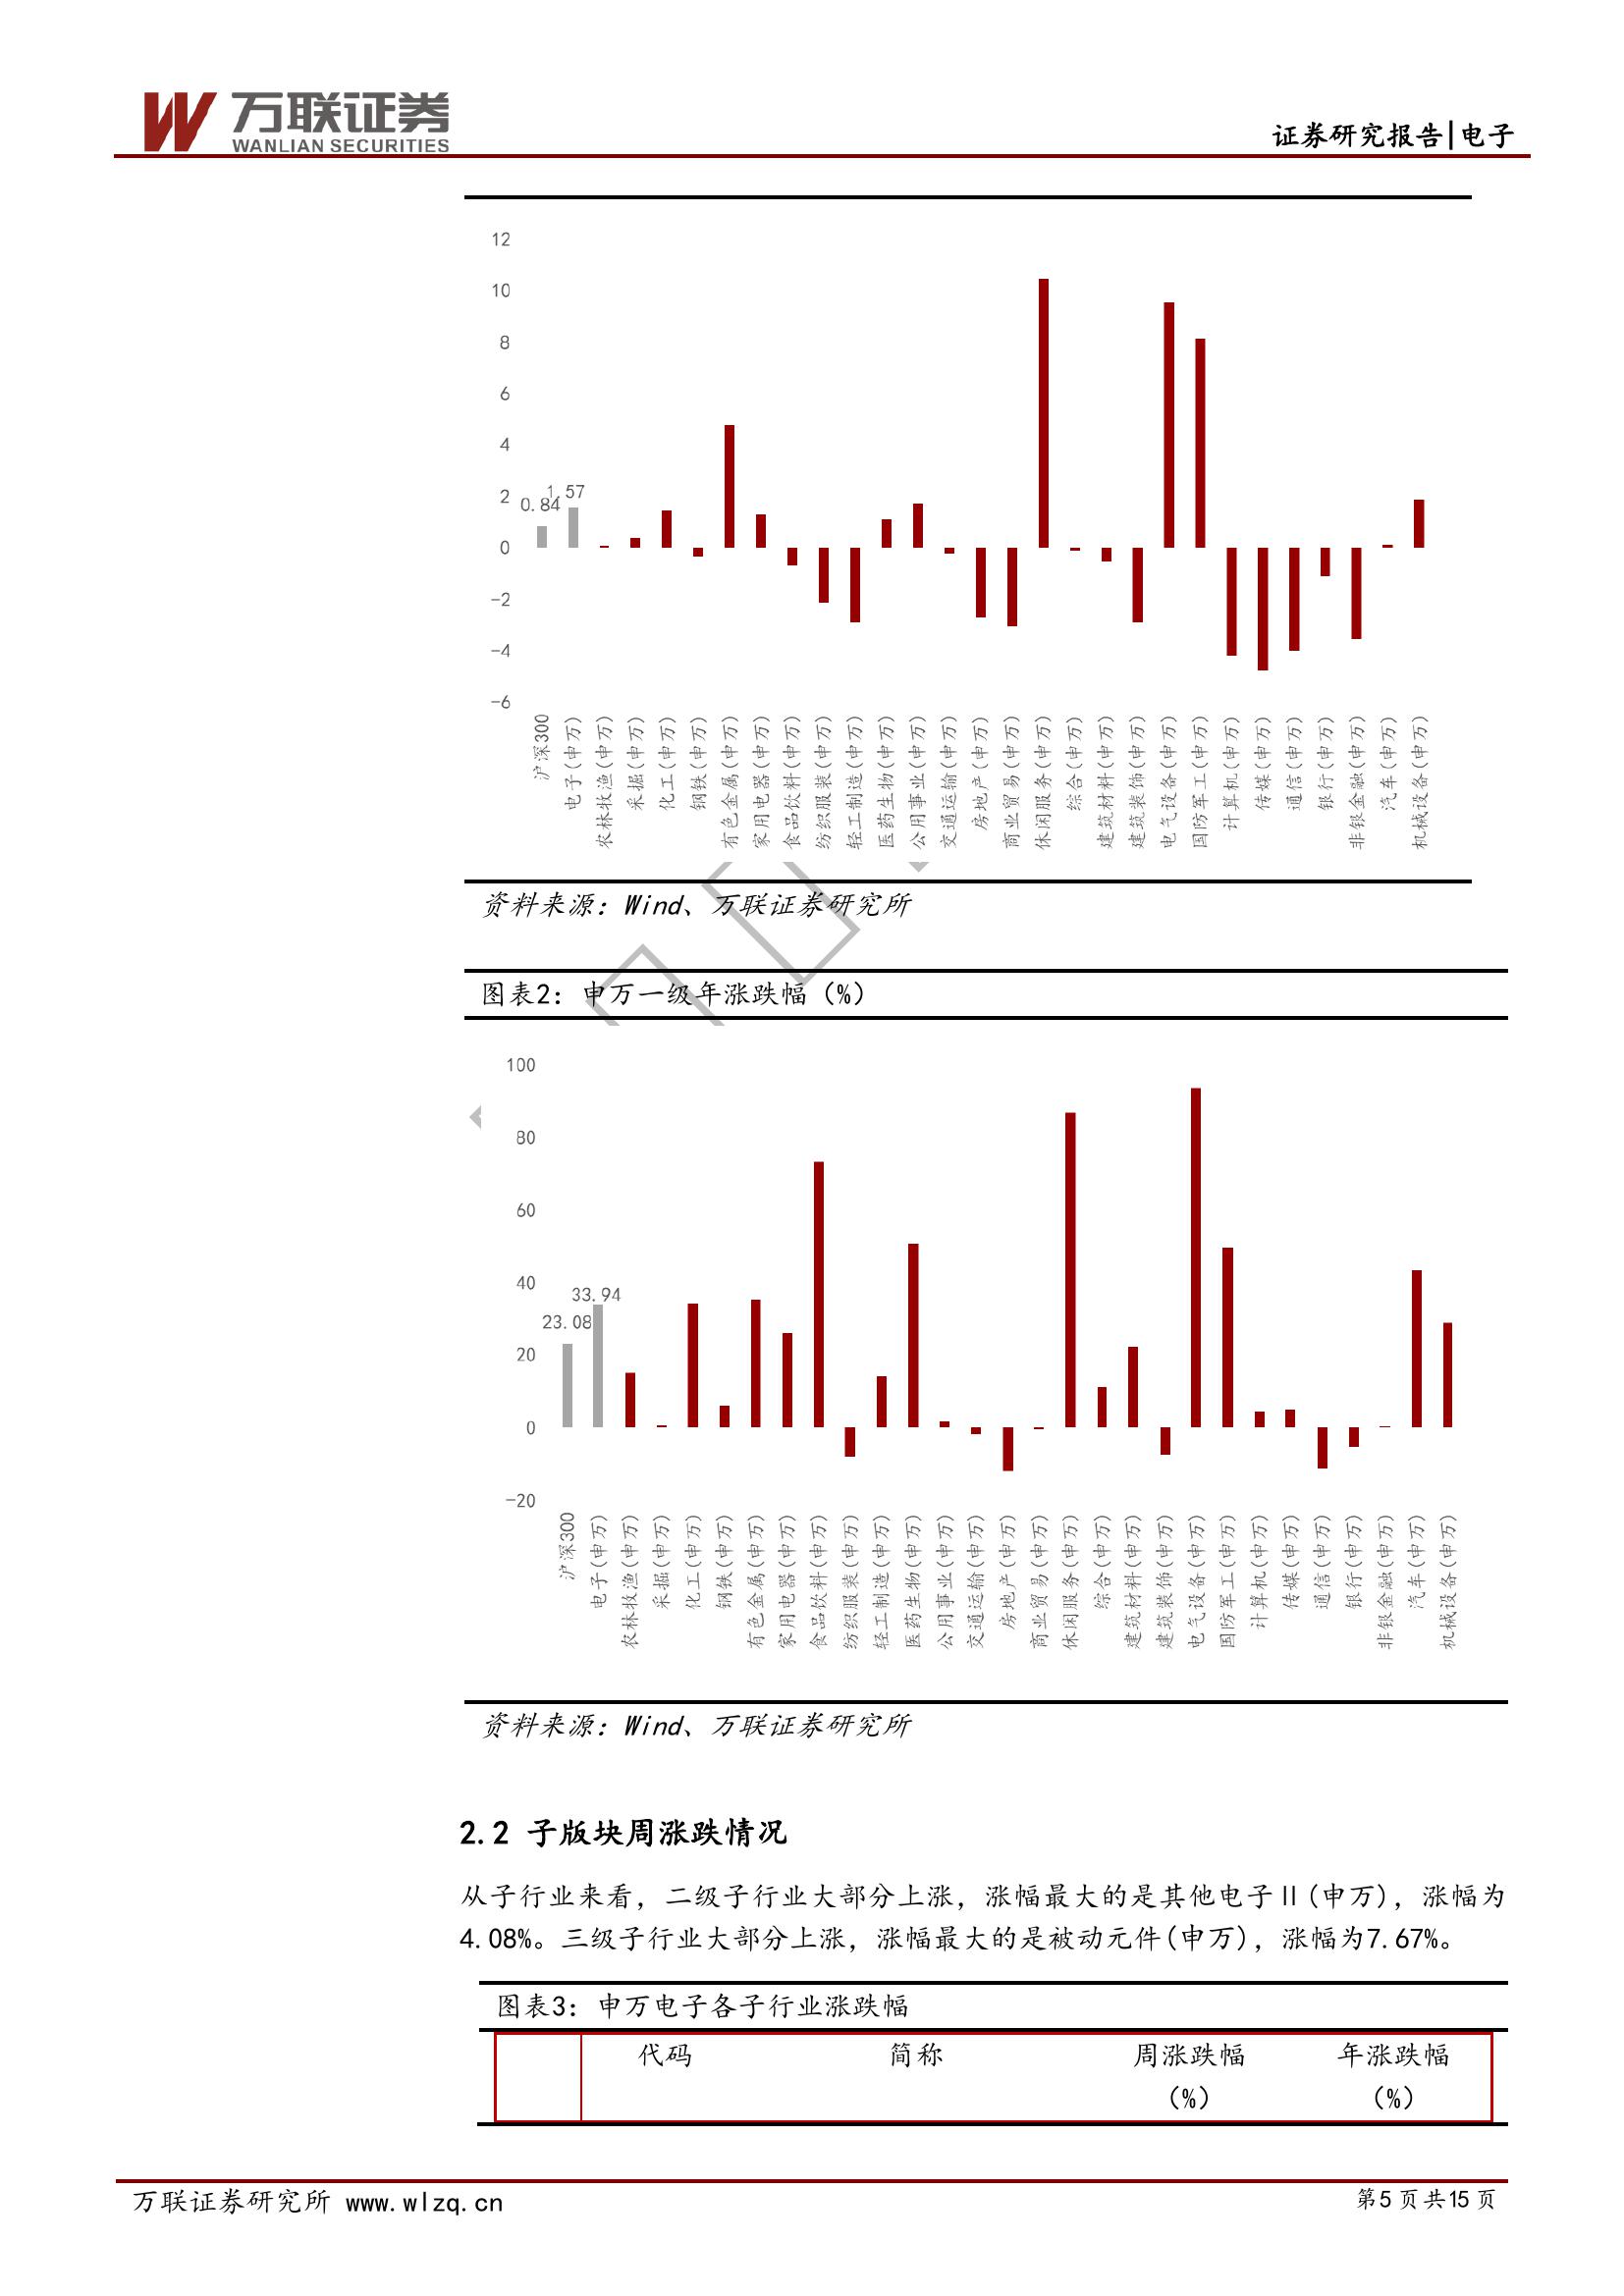 万联证券
WANLIAN SECURITIES
证券研究报告|电子
12
10
8
6
4
2
0
-2
-4
-6
0.84
1.57
沪深300
电子(申万)
农林牧渔(申万)
采掘(申万)
化工(申万)
钢铁(申万)
有色金属(申万)
家用电器(申万)
食品饮料(申万)
纺织服装(申万)
轻工制造(申万)
医药生物(申万)
公用事业(申万)
交通运输(申万)
房地产(申万)
商业贸易(申万)
休闲服务(申万)
综合(申万)
建筑材料(申万)
建筑装饰(申万)
电气设备(申万)
国防军工(申万)
计算机(申万)
传媒(申万)
通信(申万)
银行(申万)
非银金融(申万)
汽车(申万)
机械设备(申万)
资料来源：Wind、万联证券研究所
图表2：申万一级年涨跌幅（%）
100
80
60
40
20
0
-20
23.08
33.94
沪深300
电子(申万)
农林牧渔(申万)
采掘(申万)
化工(申万)
钢铁(申万)
有色金属(申万)
家用电器(申万)
食品饮料(申万)
纺织服装(申万)
轻工制造(申万)
医药生物(申万)
公用事业(申万)
交通运输(申万)
房地产(申万)
商业贸易(申万)
休闲服务(申万)
综合(申万)
建筑材料(申万)
建筑装饰(申万)
电气设备(申万)
国防军工(申万)
计算机(申万)
传媒(申万)
通信(申万)
银行(申万)
非银金融(申万)
汽车(申万)
机械设备(申万)
资料来源：Wind、万联证券研究所
2.2 子版块周涨跌情况
从子行业来看，二级子行业大部分上涨，涨幅最大的是其他电子Ⅱ(申万)，涨幅为
4.08%。三级子行业大部分上涨，涨幅最大的是被动元件(申万)，涨幅为7.67%。
图表3：申万电子各子行业涨跌幅
代码 简称 周涨跌幅 年涨跌幅
（%） （%）
万联证券研究所 www.wlzq.cn
第5页共15页